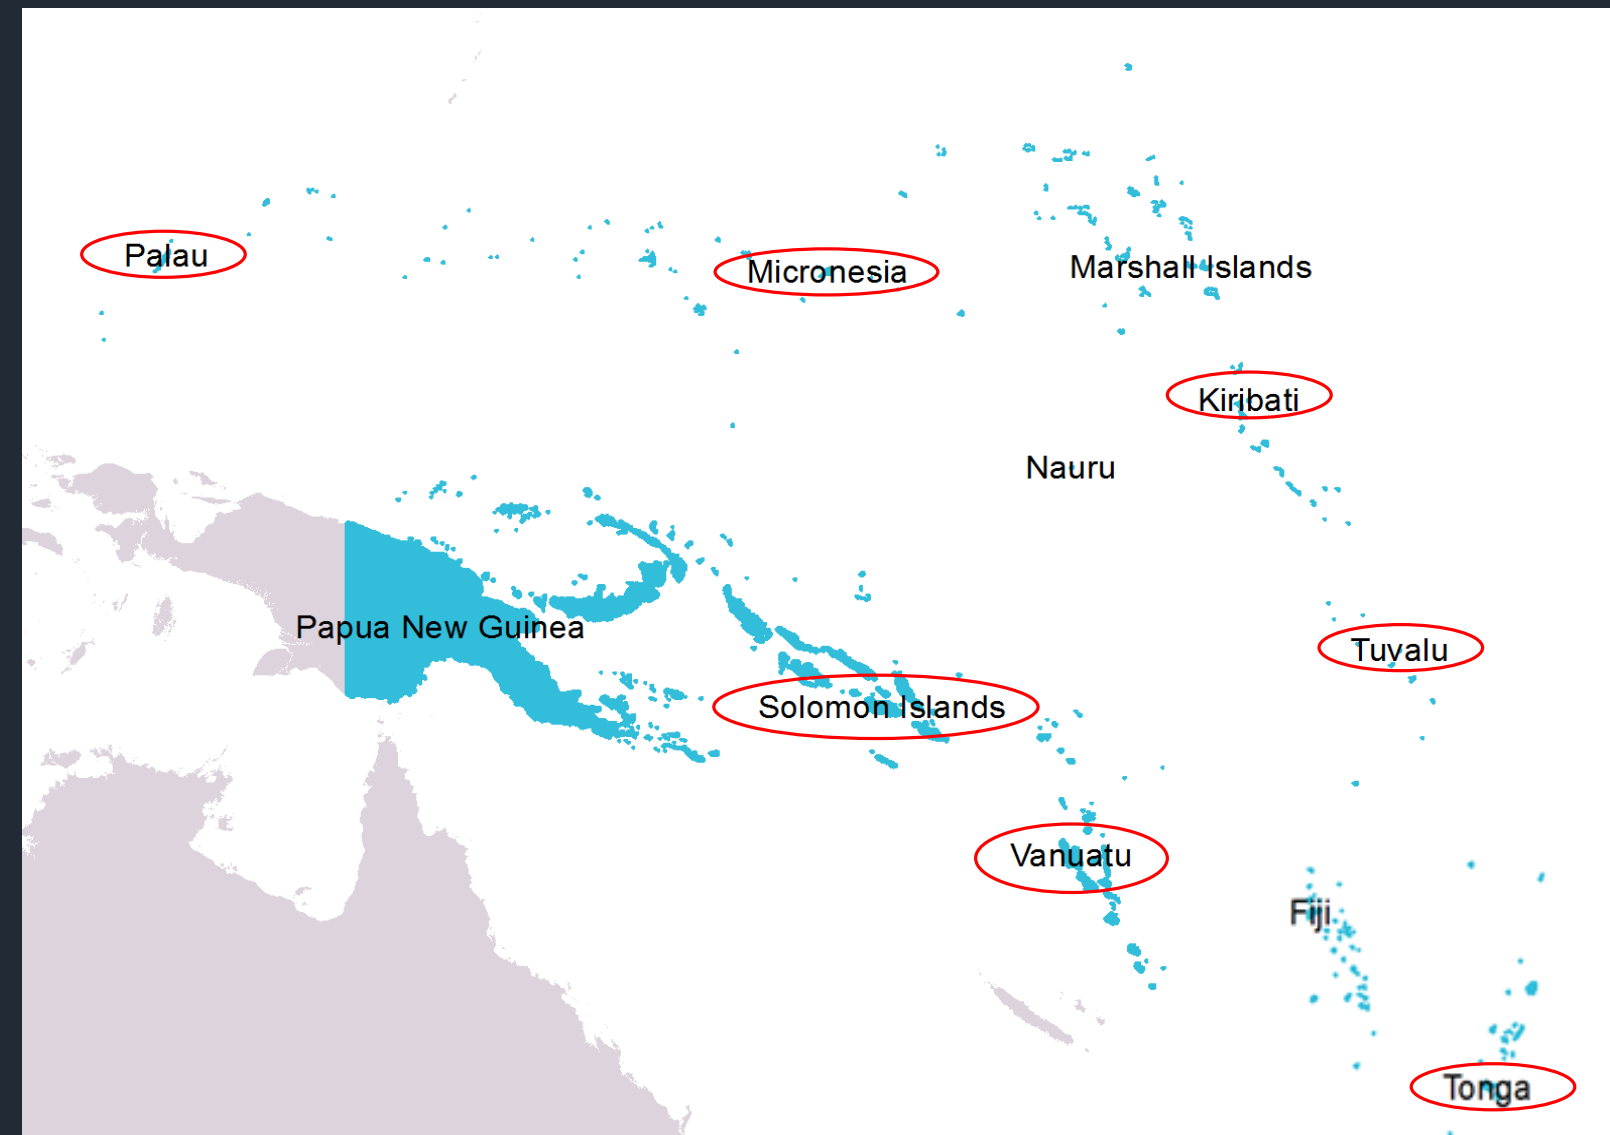 Palau
Micronesia
Marshall Islands
Kiribati
Nauru
Papua New Guinea
Tuvalu
Solomon Islands
Vanuatu
Fiji
Tonga